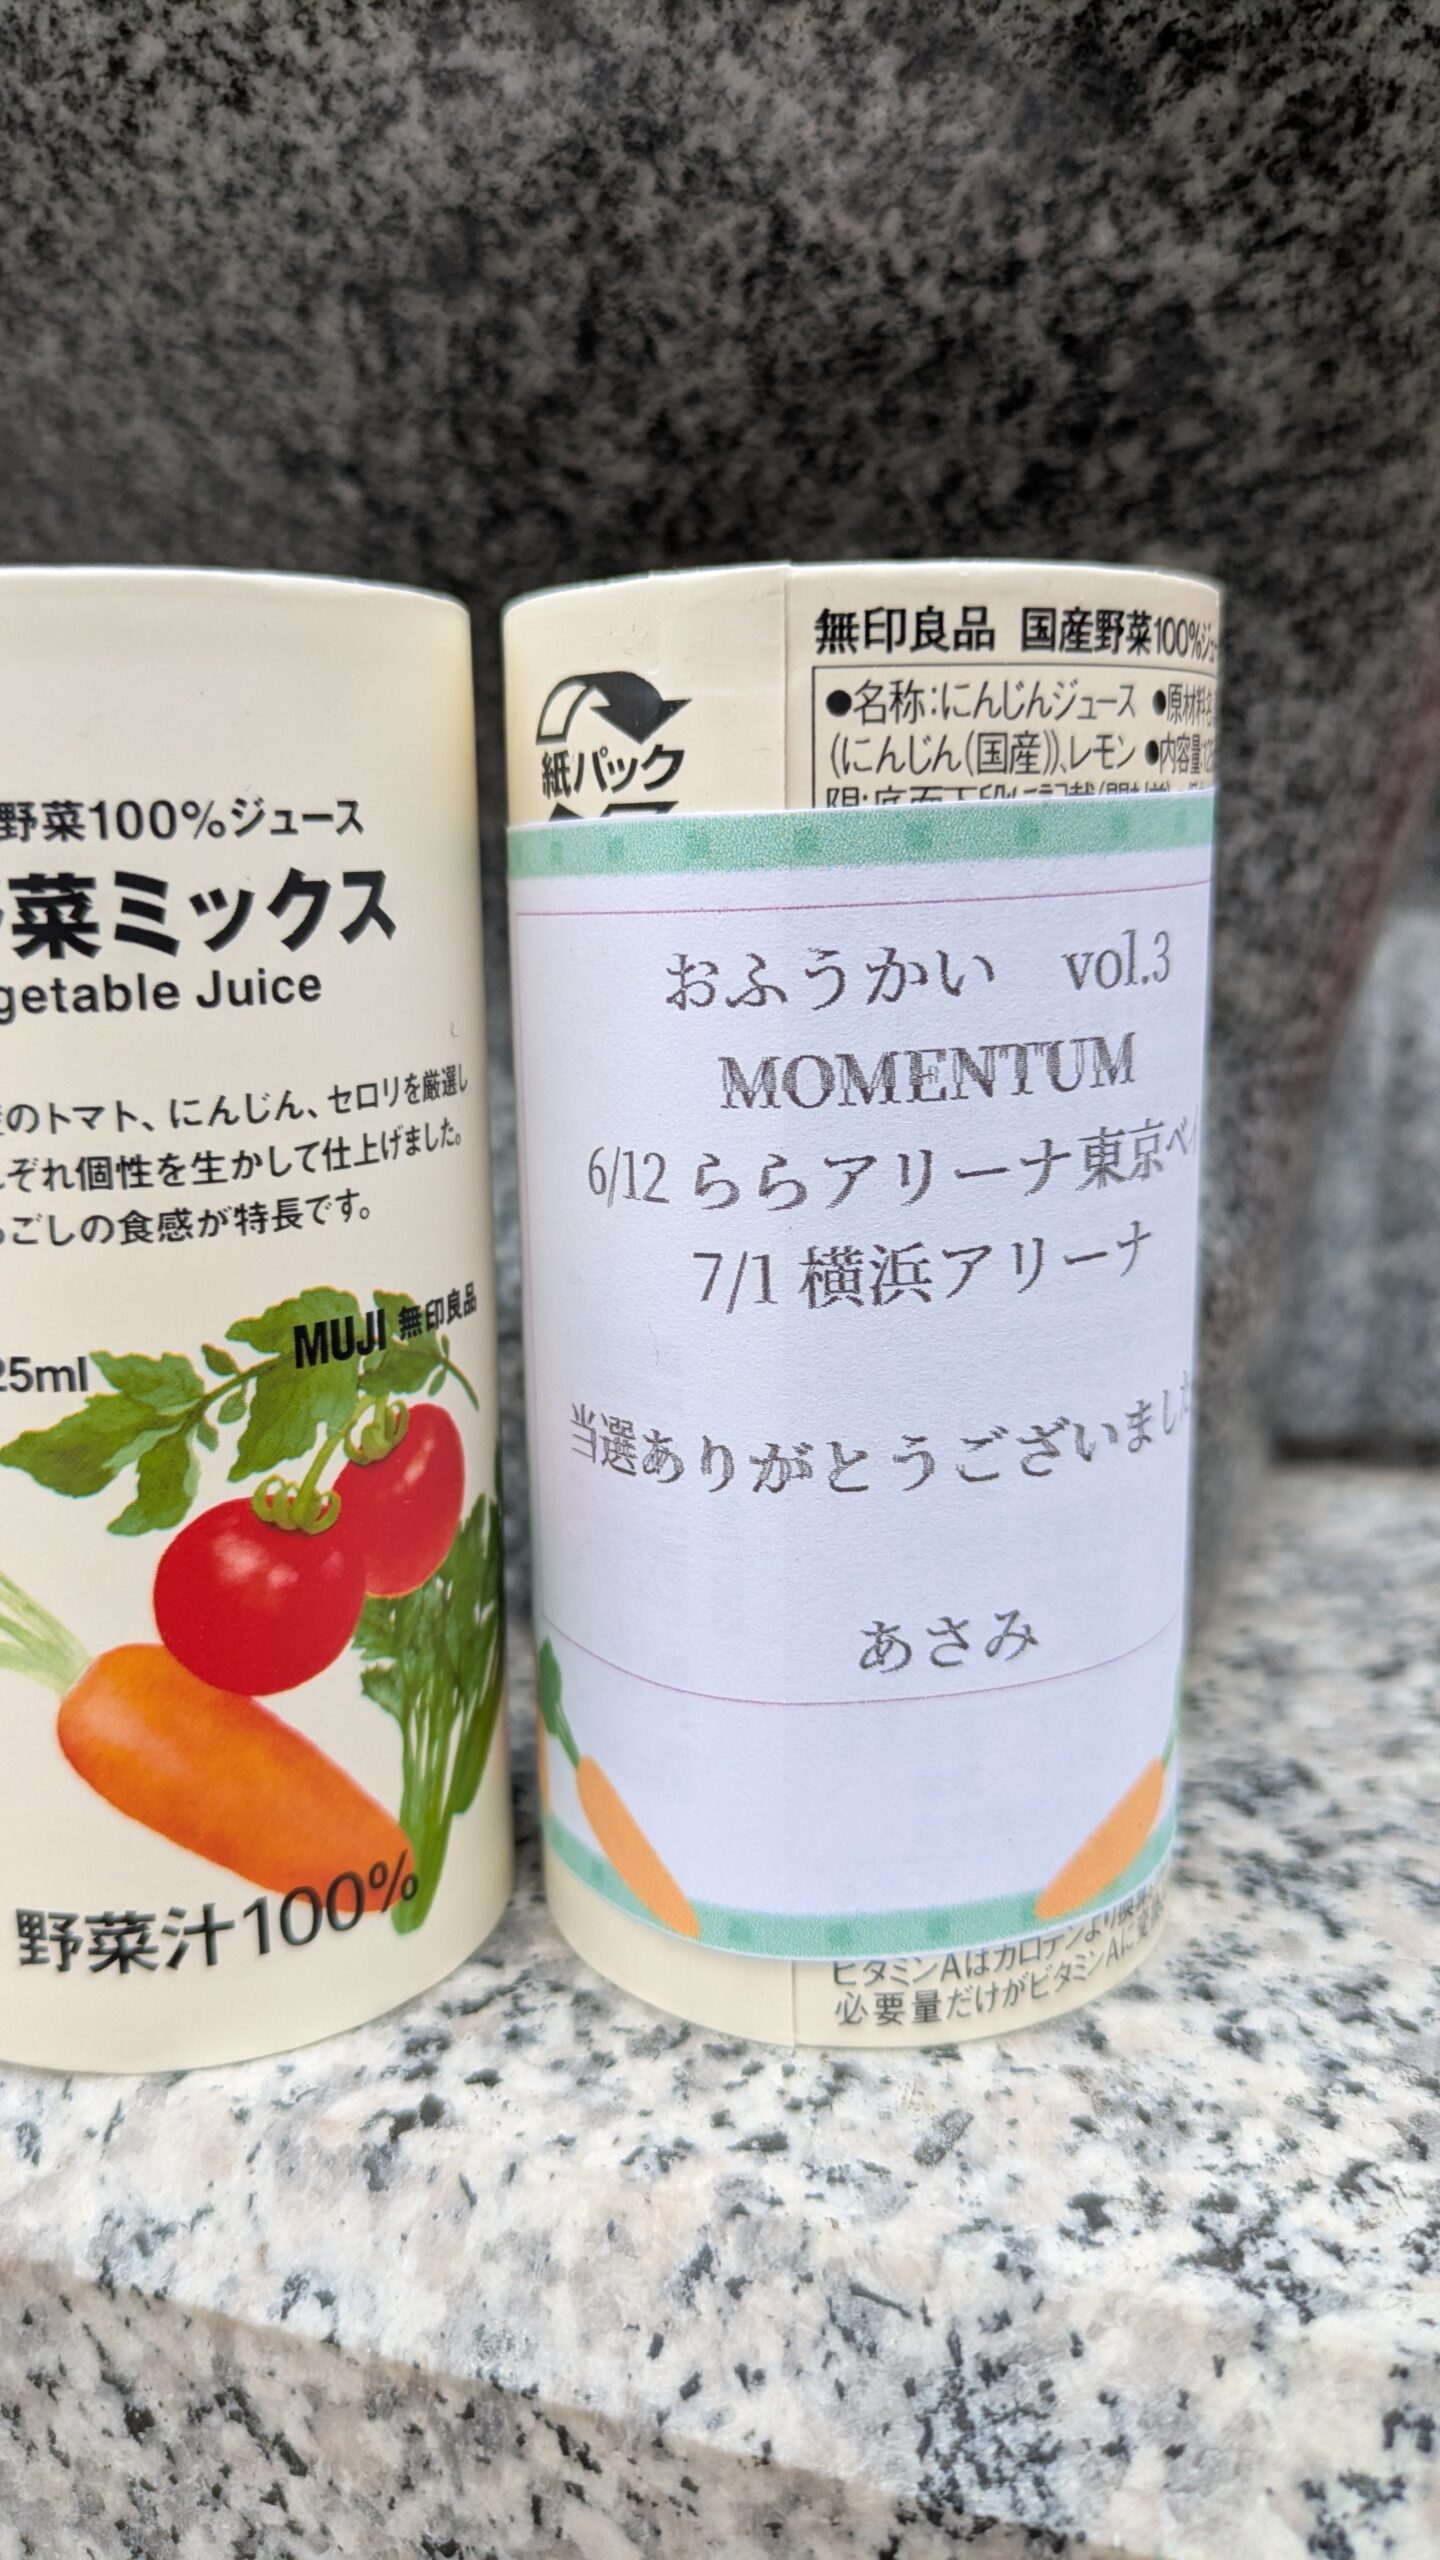 野菜100%ジュース
菜ミックス
getable Juice
のトマト、にんじん、セロリを厳選し
ぞれ個性を生かして仕上げました。
ごしの食感が特長です。
MUJI 無印良品
25ml
野菜汁100%
紙パック
無印良品 国産野菜100%ジュー
●名称:にんじんジュース ●原材料名
(にんじん(国産))、レモン ●内容量:12
おふうかい vol.3
MOMENTUM
6/12 ららアリーナ東京ベイ
7/1 横浜アリーナ
当選ありがとうございました
あさみ
ビタミンAはカロテンより換算
必要量だけがビタミンAに変